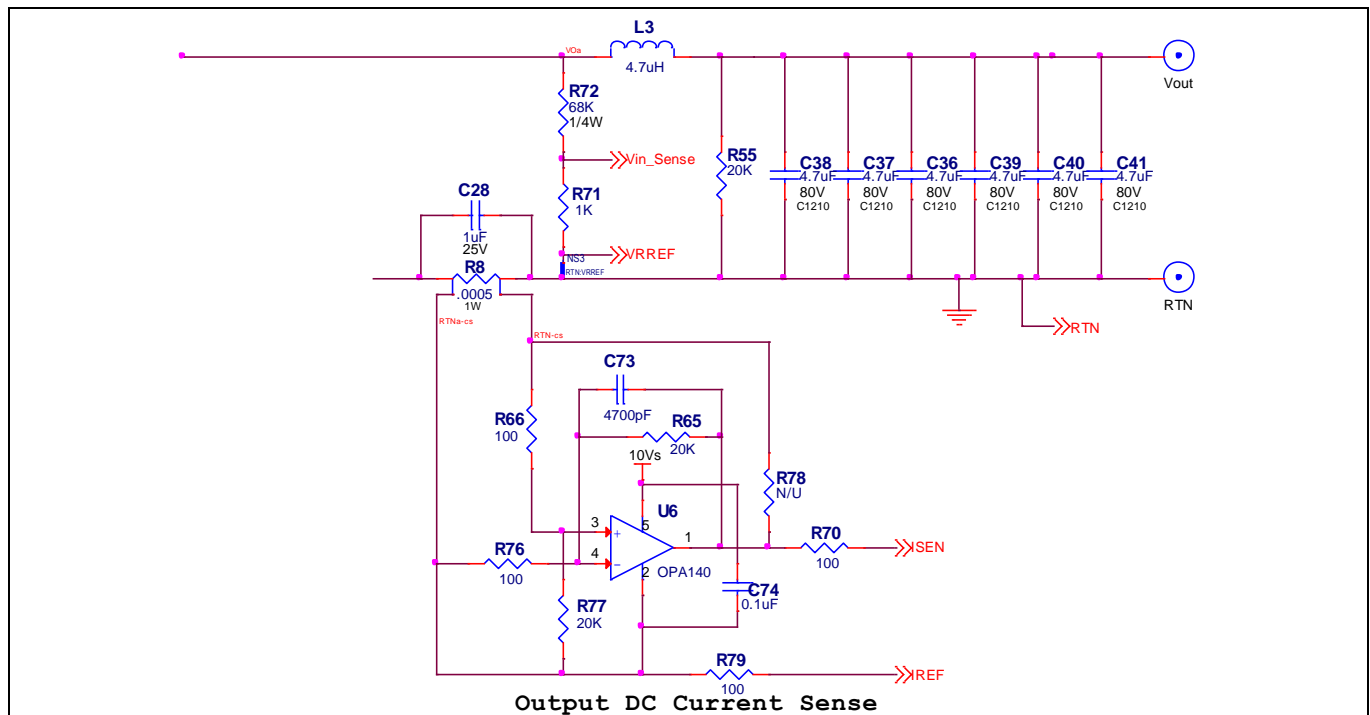 L3
VOa
4.7uH
Vout
R72
68K
1/4W
Vin_Sense
R55
20K
C38
4.7uF
80V
C1210
C37
4.7uF
80V
C1210
C36
4.7uF
80V
C1210
C39
4.7uF
80V
C1210
C40
4.7uF
80V
C1210
C41
4.7uF
80V
C1210
C28
1uF
25V
R71
1K
VRREF
NS3
RTN:VRREF
R8
.0005
1W
RTN
RTNa-cs
RTN-cs
RTN
C73
4700pF
R66
100
R65
20K
10Vs
R78
N/U
U6
3
+
5
1
4
-
2
OPA140
R76
100
R70
100
ISEN
C74
0.1uF
R77
20K
R79
100
IREF
Output DC Current Sense